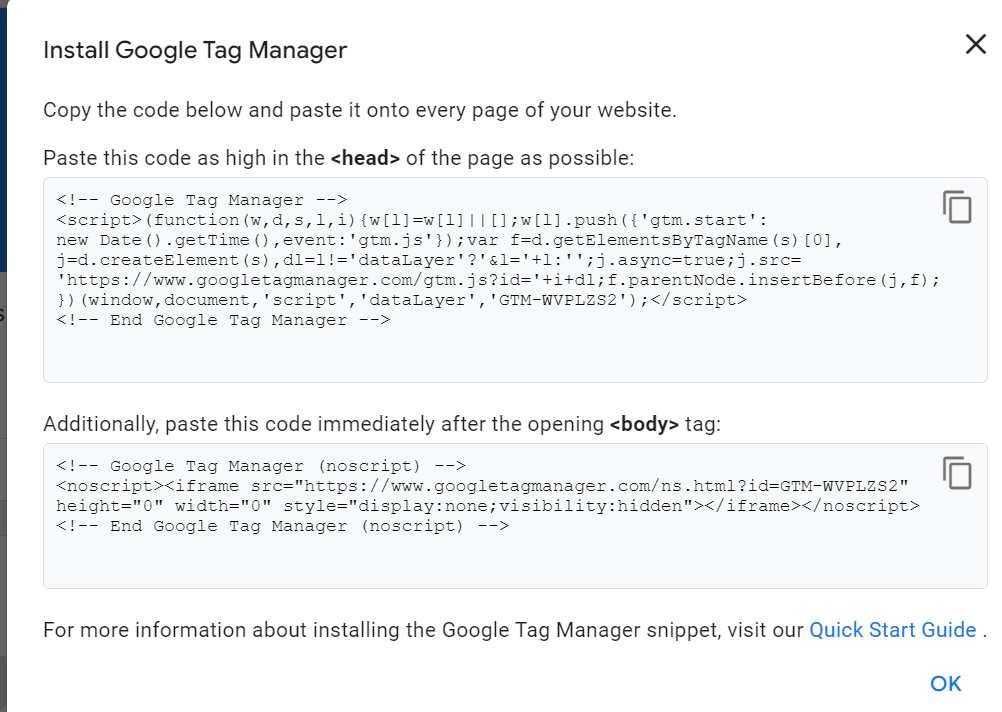 Install Google Tag Manager
Copy the code below and paste it onto every page of your website.
Paste this code as high in the <head> of the page as possible:
<!-- Google Tag Manager -->
<script>(function(w,d,s,l,i){w[l]=w[l]||[];w[l].push({'gtm.start':
new Date().getTime(),event:'gtm.js'});var f=d.getElementsByTagName(s)[0],
j=d.createElement(s),dl=l!='dataLayer'?'&l='+l:'';j.async=true;j.src=
'https://www.googletagmanager.com/gtm.js?id='+i+dl;f.parentNode.insertBefore(j,f);
})(window,document,'script','dataLayer','GTM-WVPLZS2');</script>
<!-- End Google Tag Manager -->
Additionally, paste this code immediately after the opening <body> tag:
<!-- Google Tag Manager (noscript) -->
<noscript><iframe src="https://www.googletagmanager.com/ns.html?id=GTM-WVPLZS2"
height="0" width="0" style="display:none;visibility:hidden"></iframe></noscript>
<!-- End Google Tag Manager (noscript) -->
For more information about installing the Google Tag Manager snippet, visit our Quick Start Guide .
OK